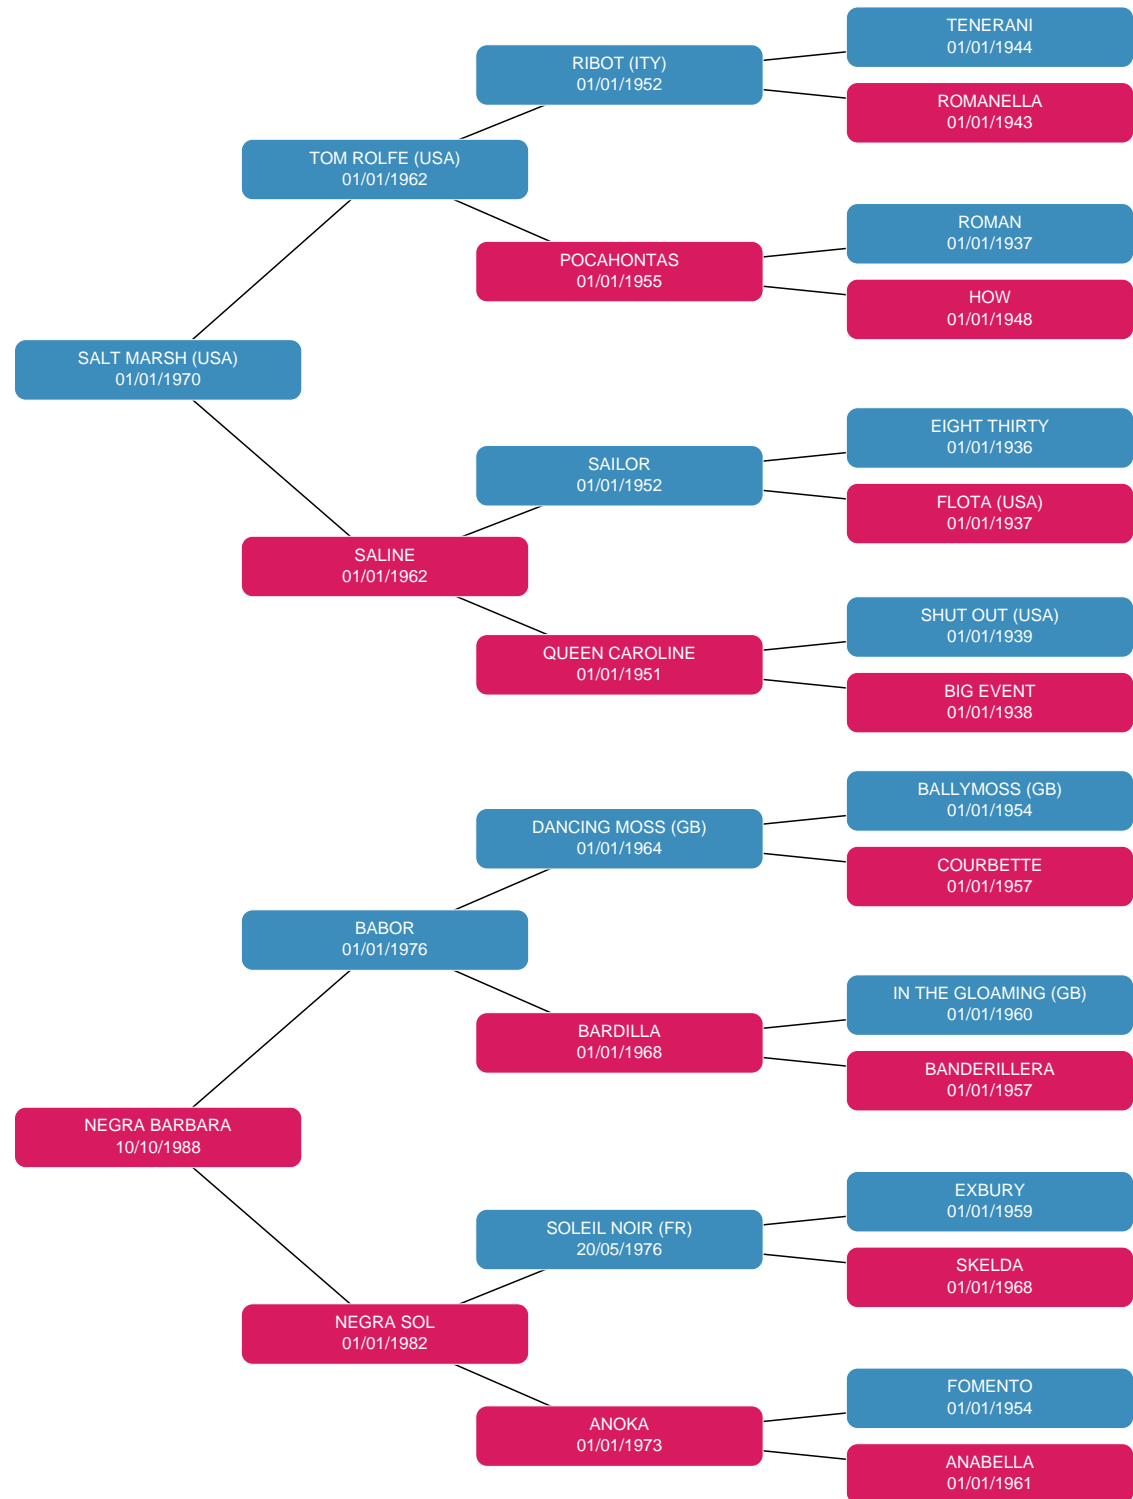 TENERANI
01/01/1944
RIBOT (ITY)
01/01/1952
ROMANELLA
01/01/1943
TOM ROLFE (USA)
01/01/1962
ROMAN
01/01/1937
POCAHONTAS
01/01/1955
HOW
01/01/1948
SALT MARSH (USA)
01/01/1970
EIGHT THIRTY
01/01/1936
SAILOR
01/01/1952
FLOTA (USA)
01/01/1937
SALINE
01/01/1962
SHUT OUT (USA)
01/01/1939
QUEEN CAROLINE
01/01/1951
BIG EVENT
01/01/1938
BALLYMOSS (GB)
01/01/1954
DANCING MOSS (GB)
01/01/1964
COURBETTE
01/01/1957
BABOR
01/01/1976
IN THE GLOAMING (GB)
01/01/1960
BARDILLA
01/01/1968
BANDERILLERA
01/01/1957
NEGRA BARBARA
10/10/1988
EXBURY
01/01/1959
SOLEIL NOIR (FR)
20/05/1976
SKELDA
01/01/1968
NEGRA SOL
01/01/1982
FOMENTO
01/01/1954
ANOKA
01/01/1973
ANABELLA
01/01/1961